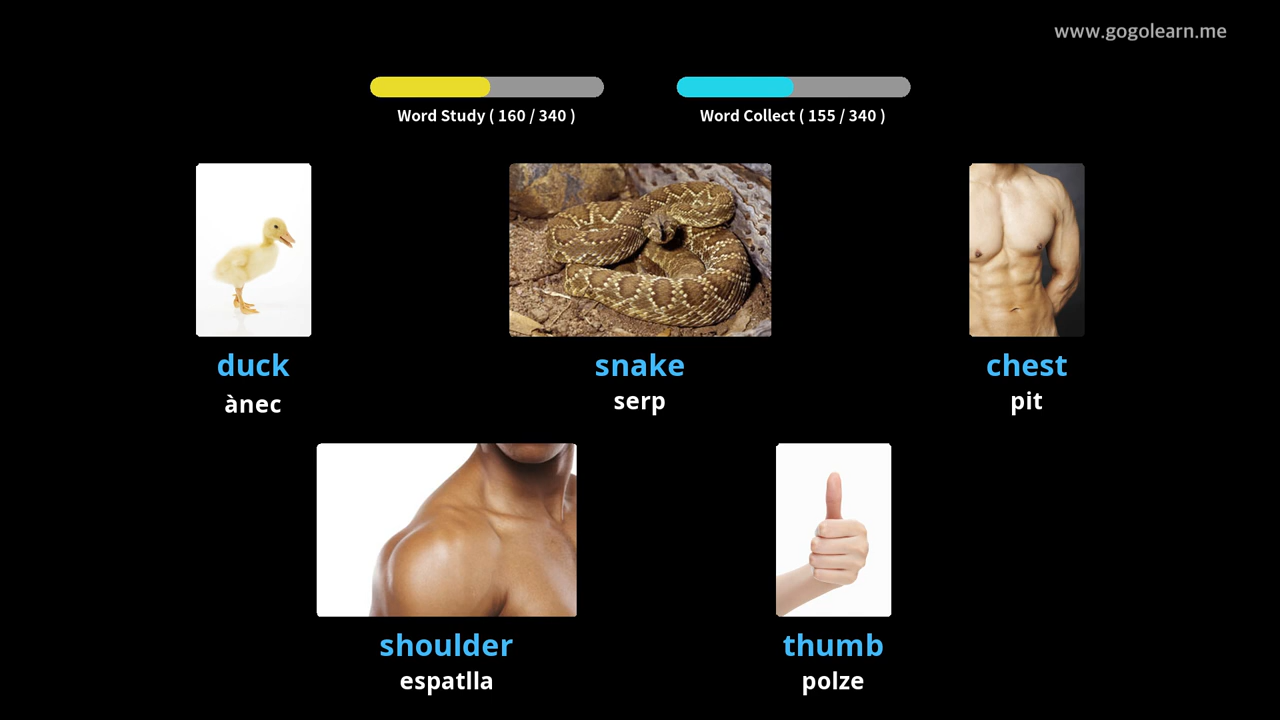 www.gogolearn.me
Word Study ( 160 / 340 )
Word Collect ( 155 / 340 )
duck
ànec
snake
serp
chest
pit
shoulder
espatlla
thumb
polze